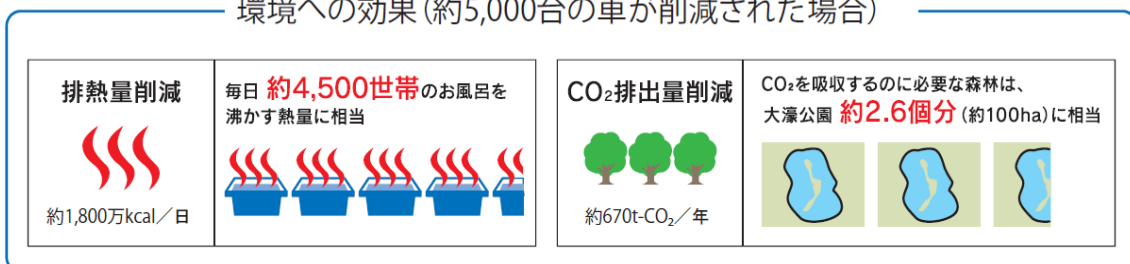 環境への効果(約5,000台の車が削減された場合)
排熱量削減
約1,800万kcal／日
毎日 約4,500世帯のお風呂を
沸かす熱量に相当
CO₂排出量削減
約670t-CO₂／年
CO₂を吸収するのに必要な森林は、
大濠公園 約2.6個分(約100ha)に相当